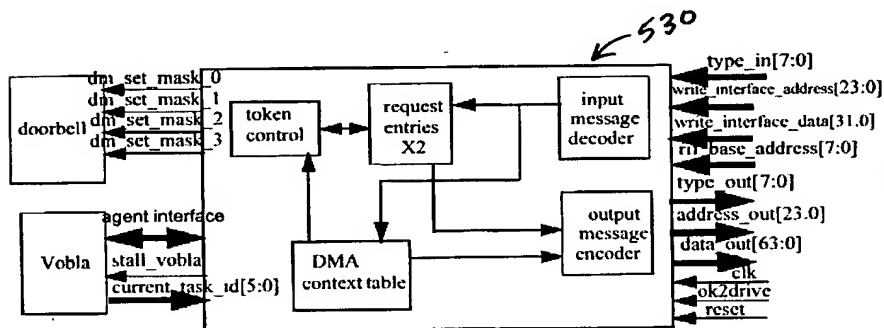 530
dm_set_mask_0
dm_set_mask_1
dm_set_mask_2
dm_set_mask_3
doorbell
token
control
request
entries
X2
input
message
decoder
type_in[7:0]
write_interface_address[23:0]
write_interface_data[31.0]
rif_base_address[7:0]
type_out[7:0]
address_out[23.0]
data_out[63:0]
clk
ok2drive
reset
Vobla
agent interface
stall_vobla
current_task_id[5:0]
DMA
context table
output
message
encoder